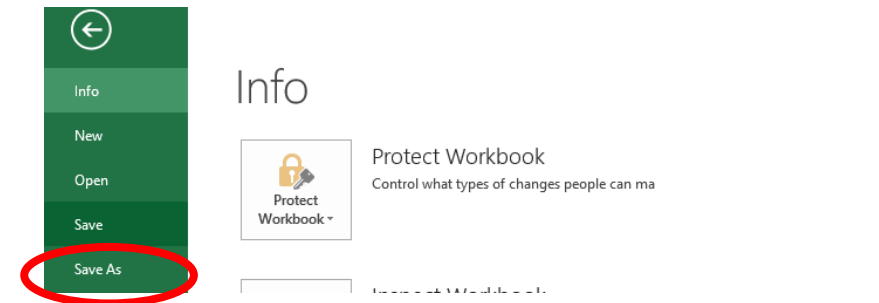 Info
New
Open
Save
Save As
Info
Protect
Workbook
Protect Workbook
Control what types of changes people can ma